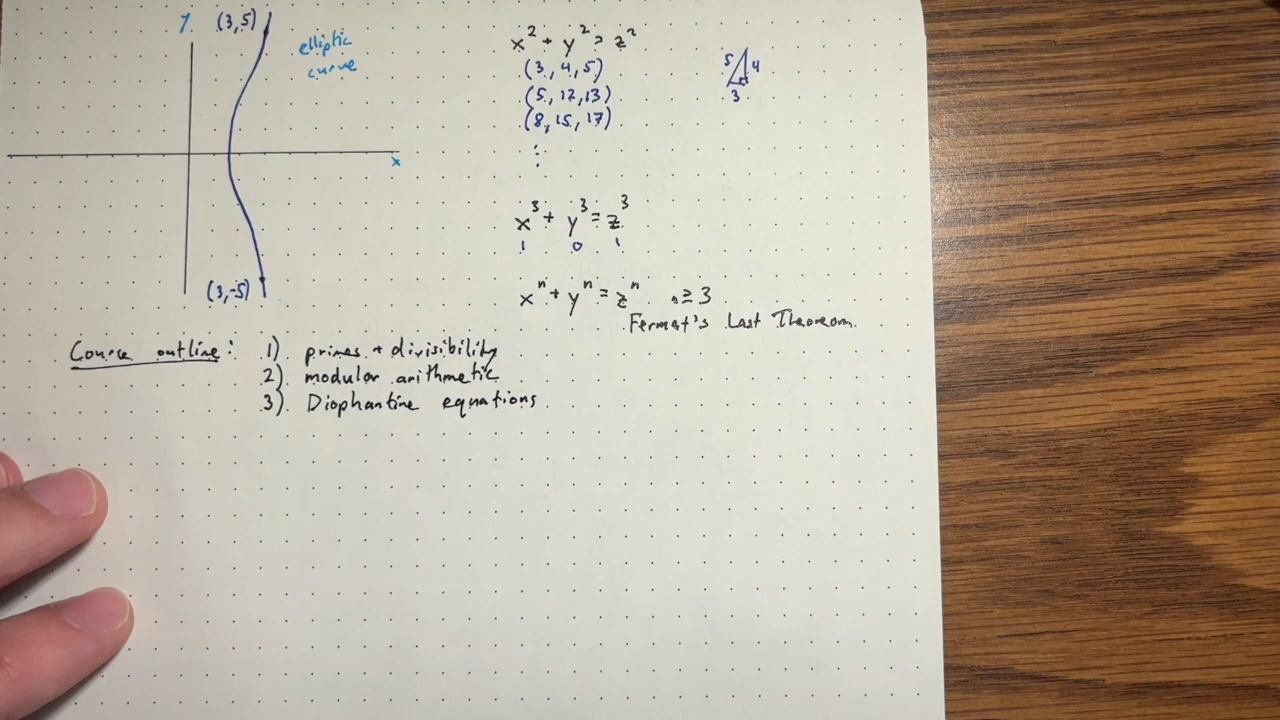 y
(3,5)
elliptic
curve
x
(3,-5)
x² + y² = z²
(3, 4, 5)
(5, 12, 13)
(8, 15, 17)
⋮
5
4
3
x³ + y³ = z³
1 0 1
xⁿ + yⁿ = zⁿ n ≥ 3
Fermat's Last Theorem.
Course outline: 1) primes + divisibility
2) modular arithmetic
3) Diophantine equations